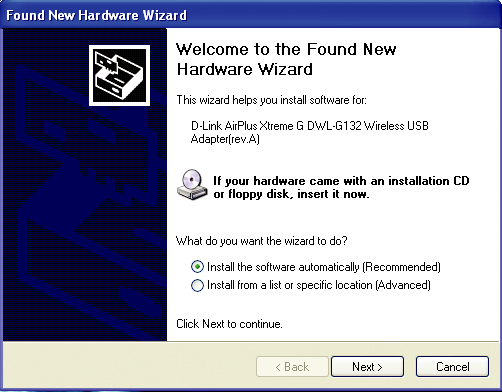 Found New Hardware Wizard
Welcome to the Found New
Hardware Wizard
This wizard helps you install software for:
D-Link AirPlus Xtreme G DWL-G132 Wireless USB
Adapter(rev.A)
If your hardware came with an installation CD
or floppy disk, insert it now.
What do you want the wizard to do?
Install the software automatically (Recommended)
Install from a list or specific location (Advanced)
Click Next to continue.
< Back
Next >
Cancel